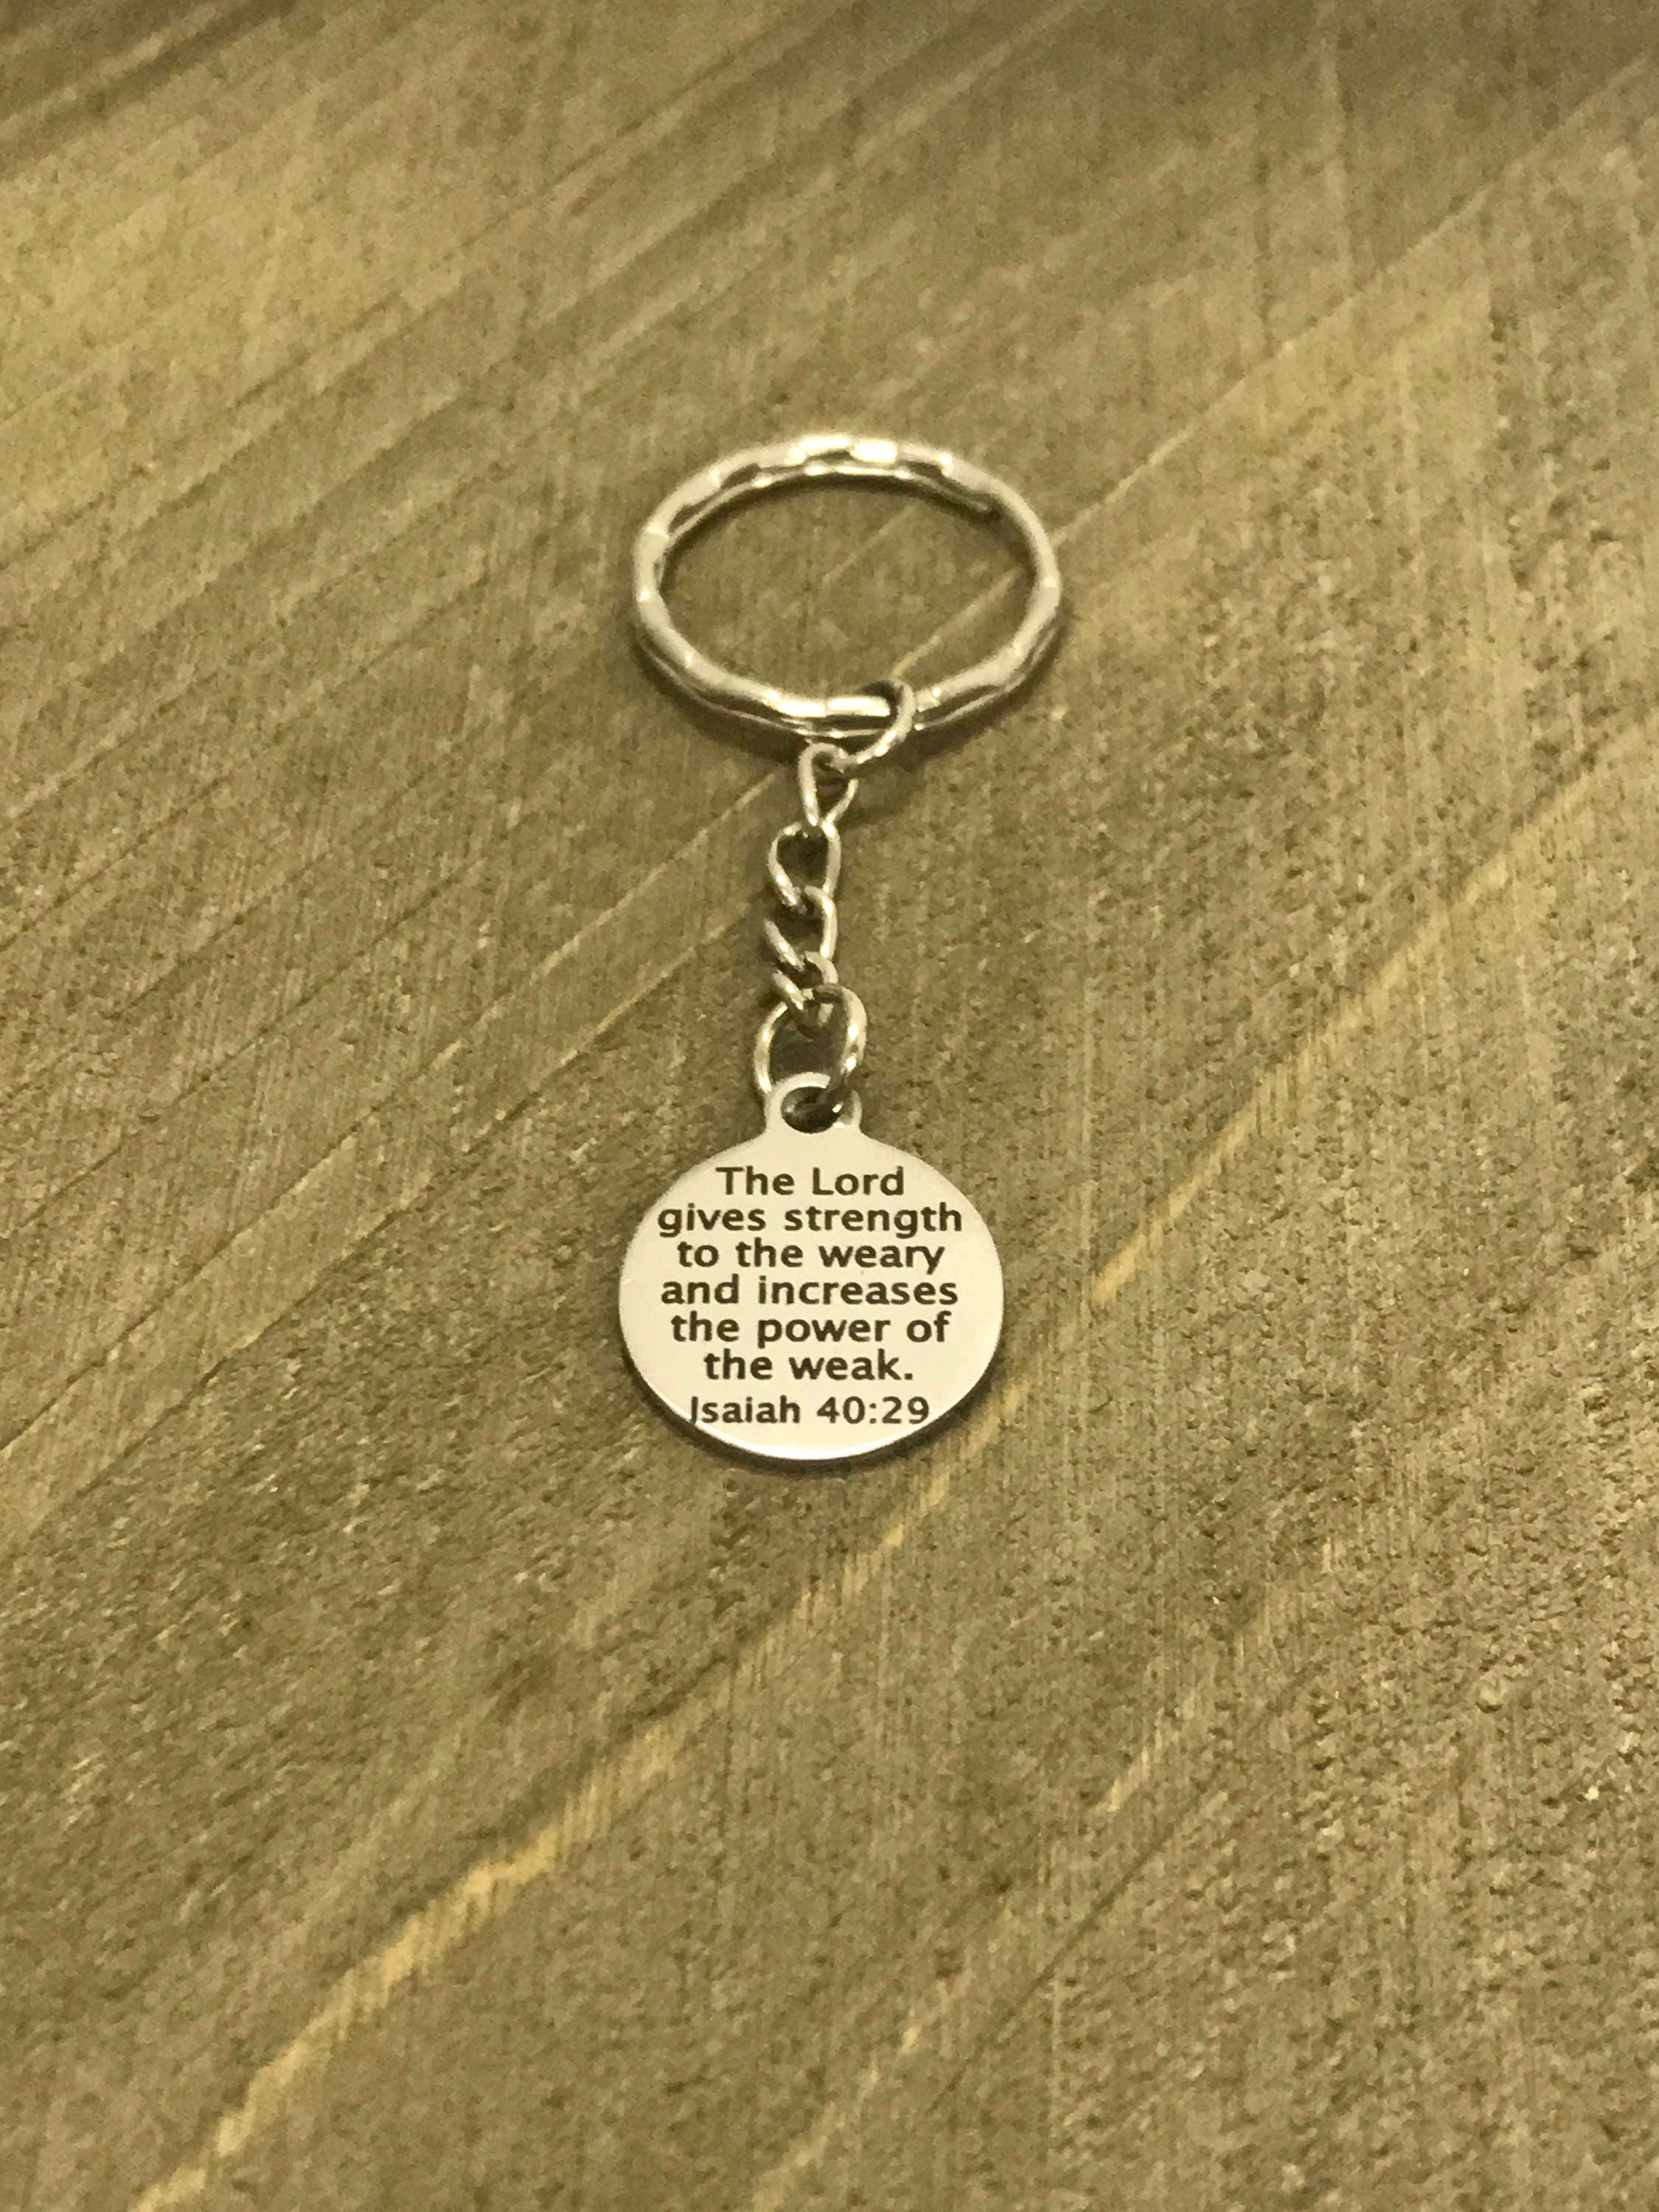 The Lord
gives strength
to the weary
and increases
the power of
the weak.
Isaiah 40:29